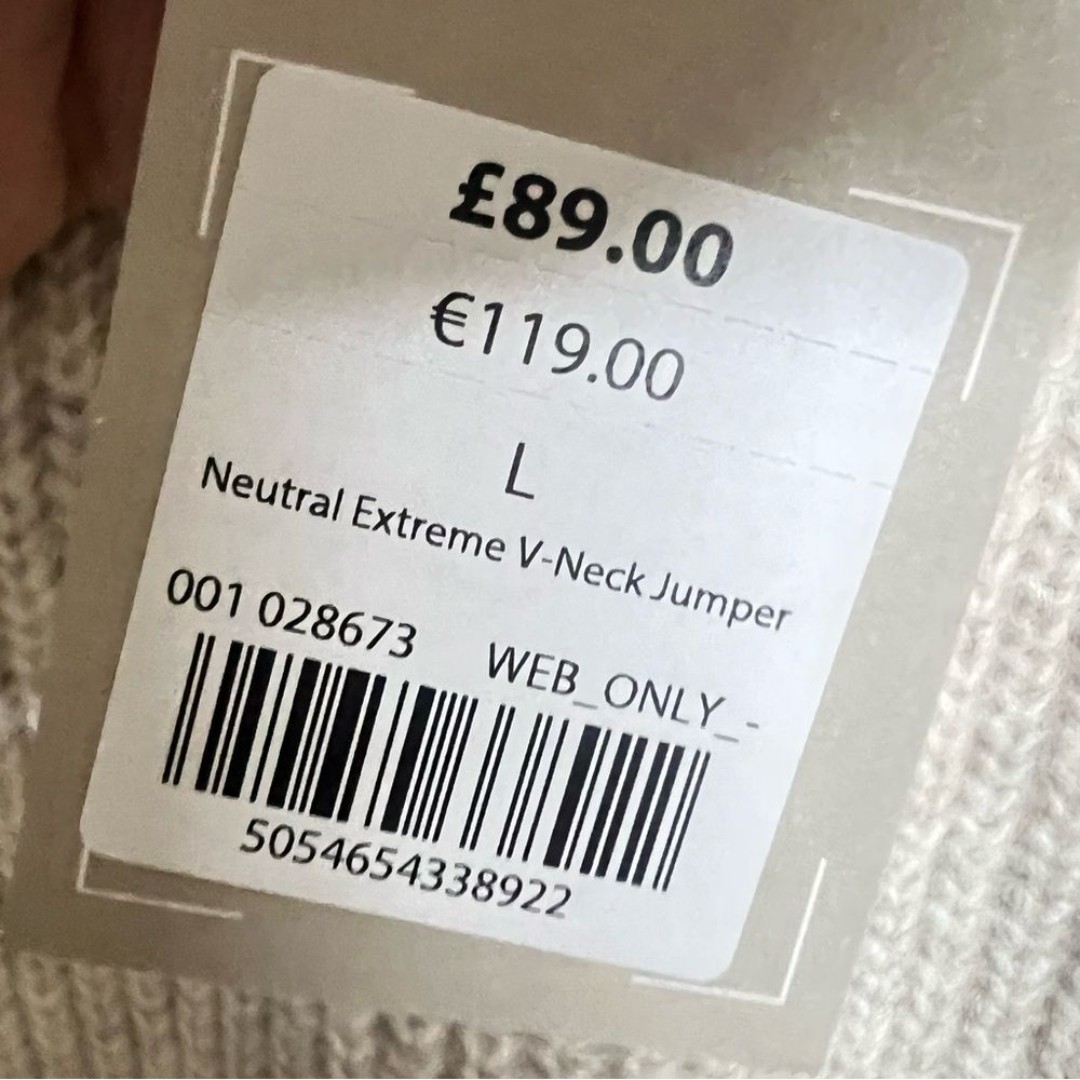 £89.00
€119.00
L
Neutral Extreme V-Neck Jumper
001 028673 WEB_ONLY_-
5054654338922